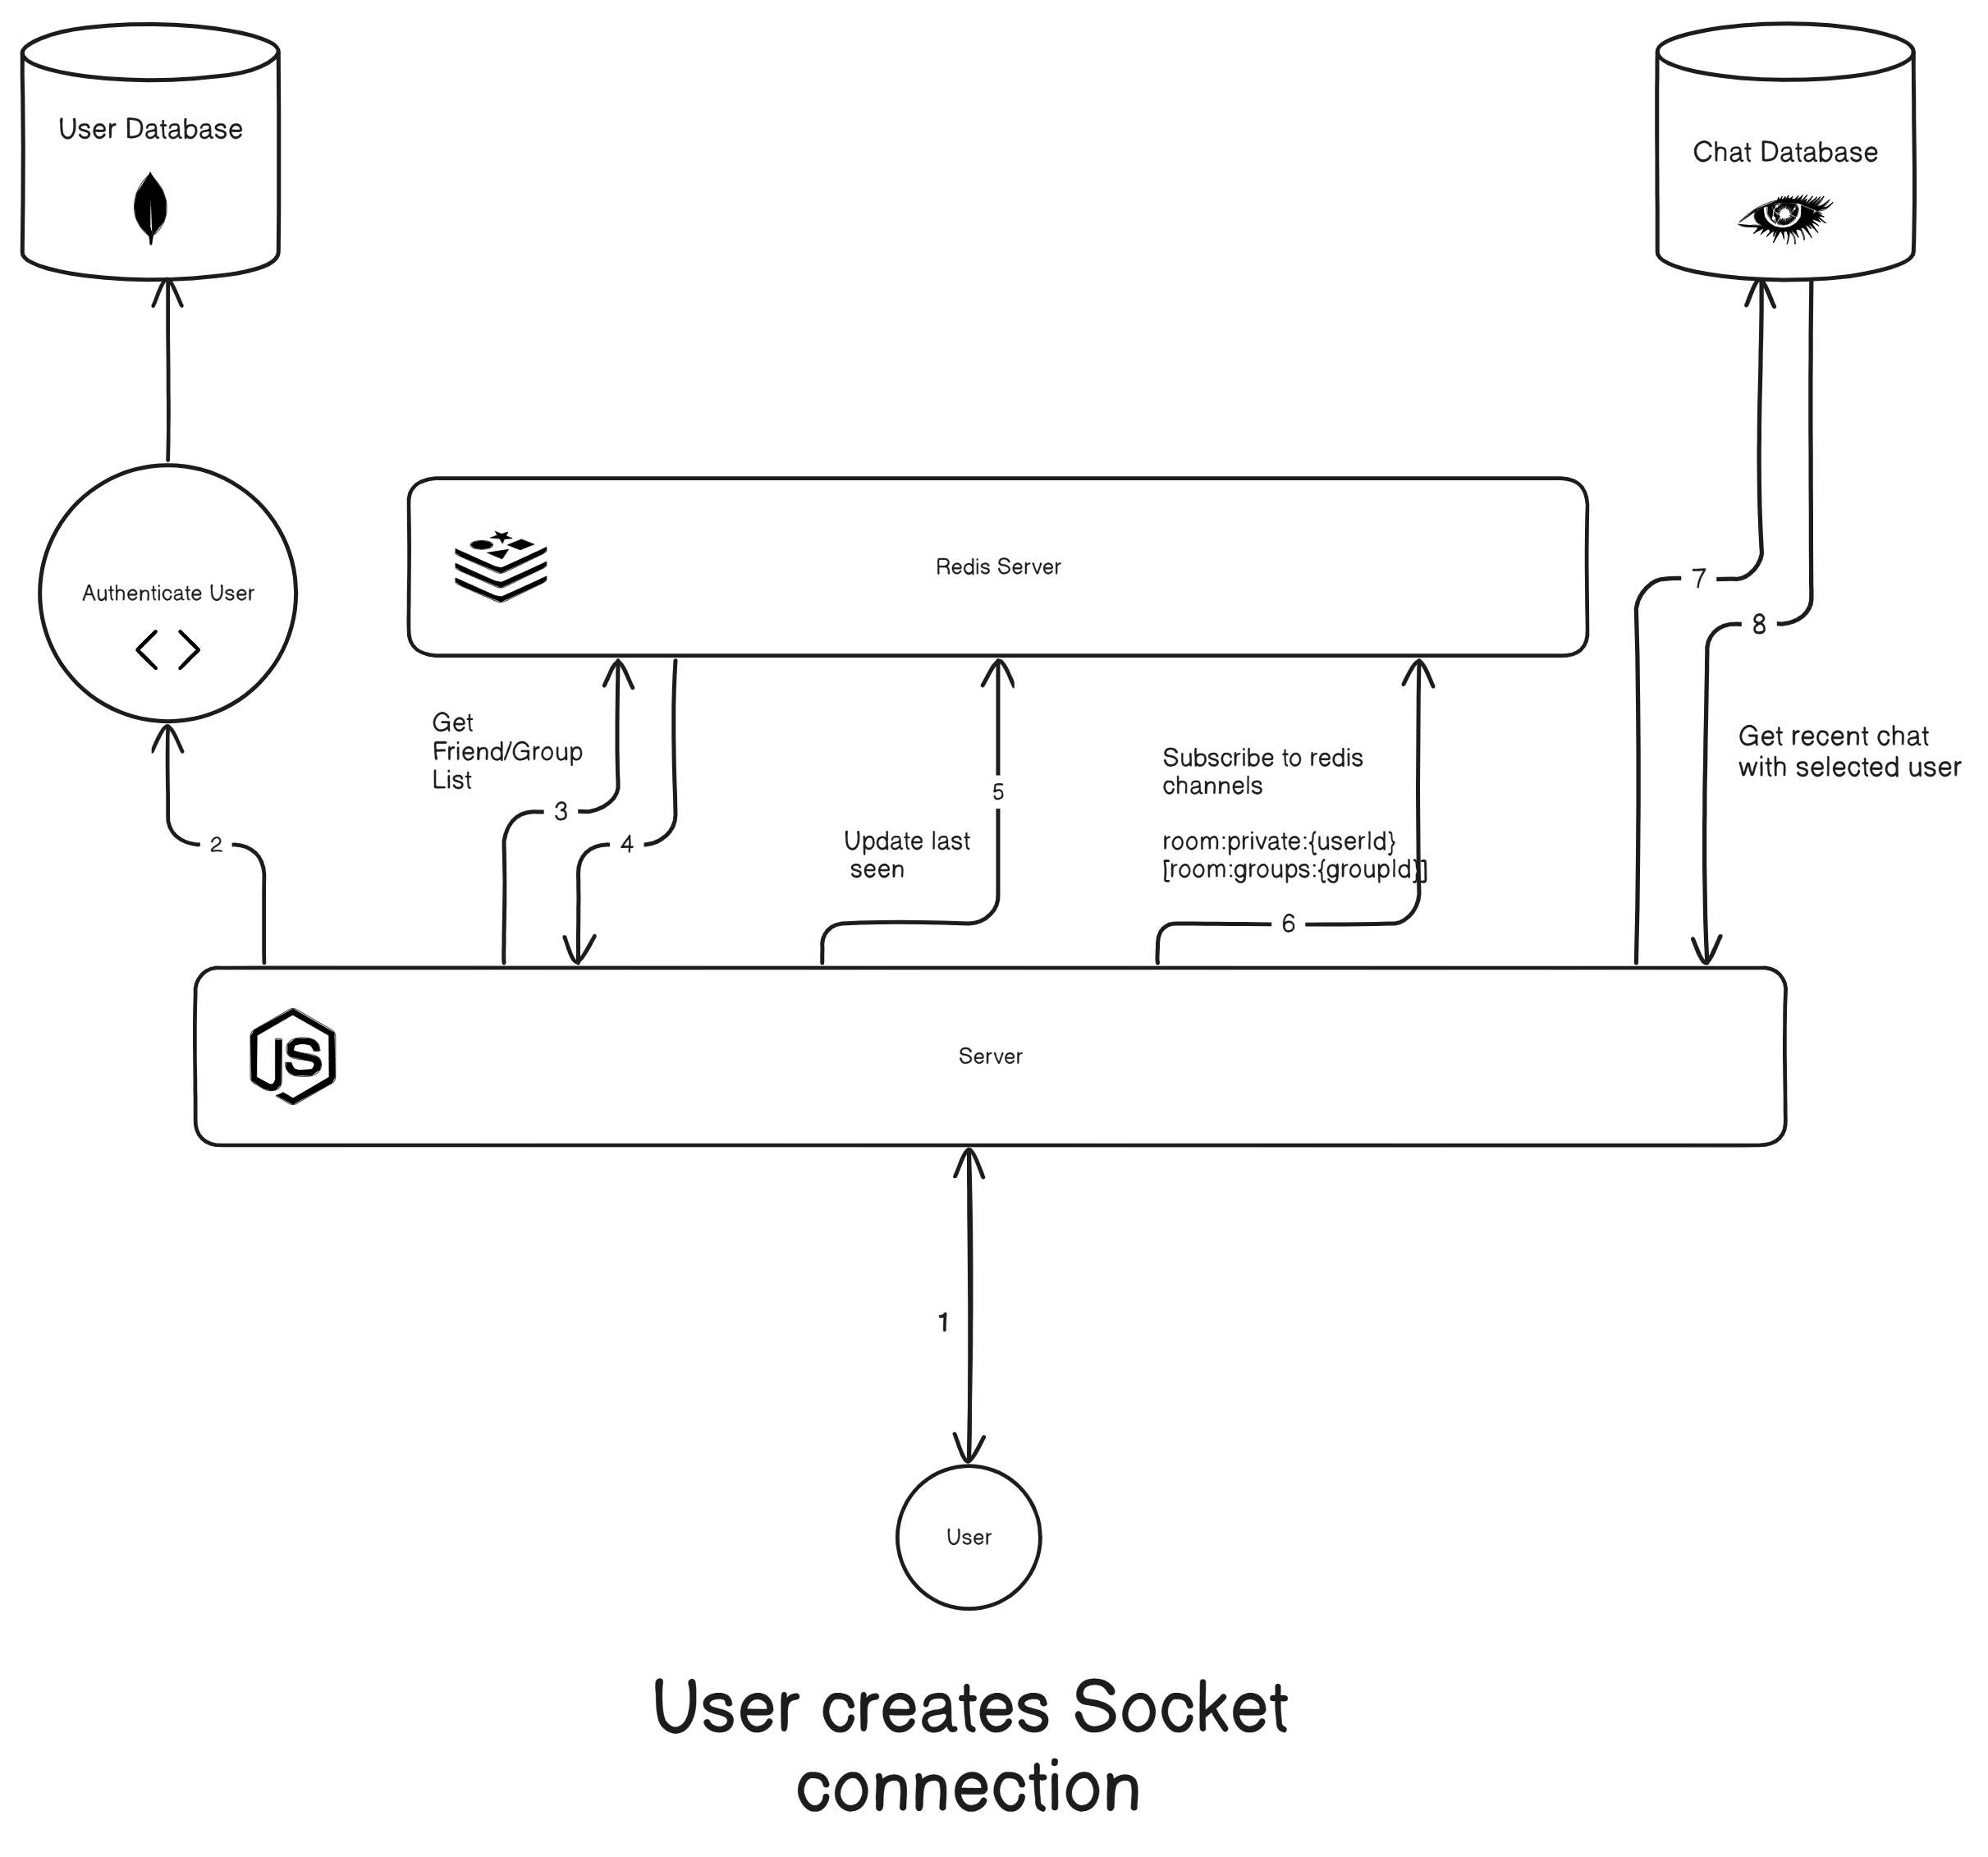 User Database
Chat Database
Authenticate User
Redis Server
7
8
Get
Friend/Group
List
3
4
2
5
Update last
seen
Subscribe to redis
channels
room:private:{userId}
[room:groups:{groupId}]
6
Get recent chat
with selected user
JS
Server
1
User
User creates Socket
connection